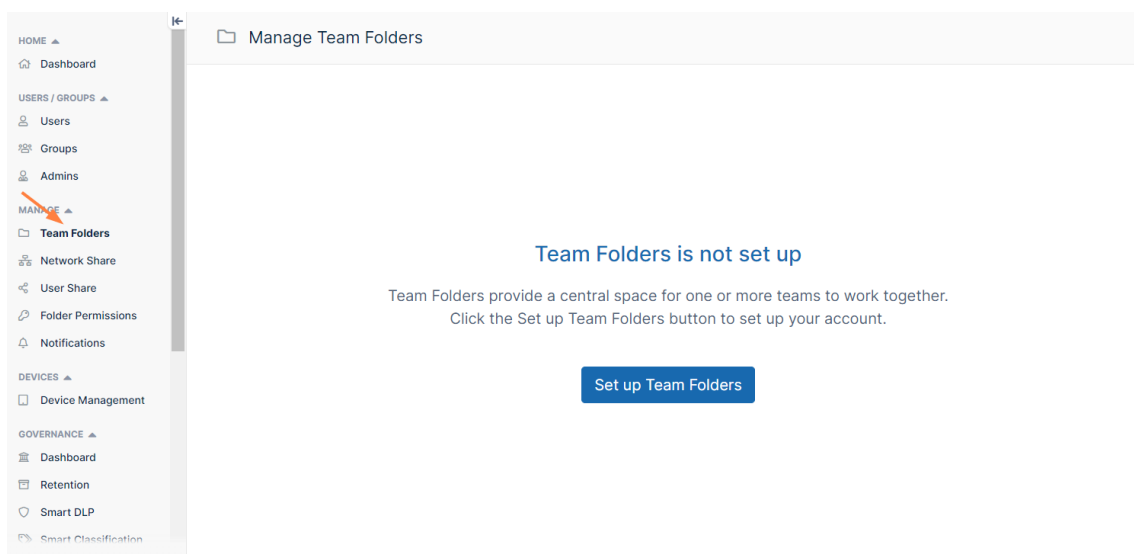 HOME
Dashboard
USERS / GROUPS
Users
Groups
Admins
MANAGE
Team Folders
Network Share
User Share
Folder Permissions
Notifications
DEVICES
Device Management
GOVERNANCE
Dashboard
Retention
Smart DLP
Smart Classification
Manage Team Folders
Team Folders is not set up
Team Folders provide a central space for one or more teams to work together.
Click the Set up Team Folders button to set up your account.
Set up Team Folders